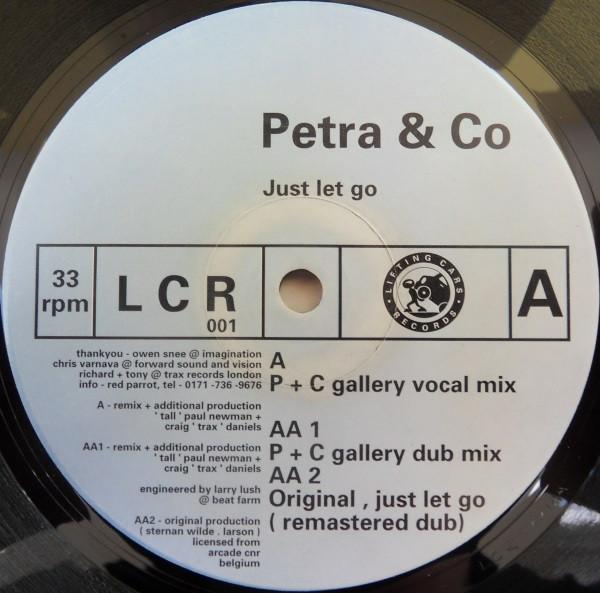 Petra & Co
Just let go
33
rpm
L C R
001
LIFTING CARS
RECORDS
A
thankyou - owen snee @ imagination
chris varnava @ forward sound and vision
richard + tony @ trax records london
info - red parrot, tel - 0171 -736 -9676
A - remix + additional production
' tall ' paul newman +
craig ' trax ' daniels
AA1 - remix + additional production
' tall ' paul newman +
craig ' trax ' daniels
engineered by larry lush
@ beat farm
AA2 - original production
( sternan wilde . larson )
licensed from
arcade cnr
belgium
A
P + C gallery vocal mix
AA 1
P + C gallery dub mix
AA 2
Original , just let go
( remastered dub)